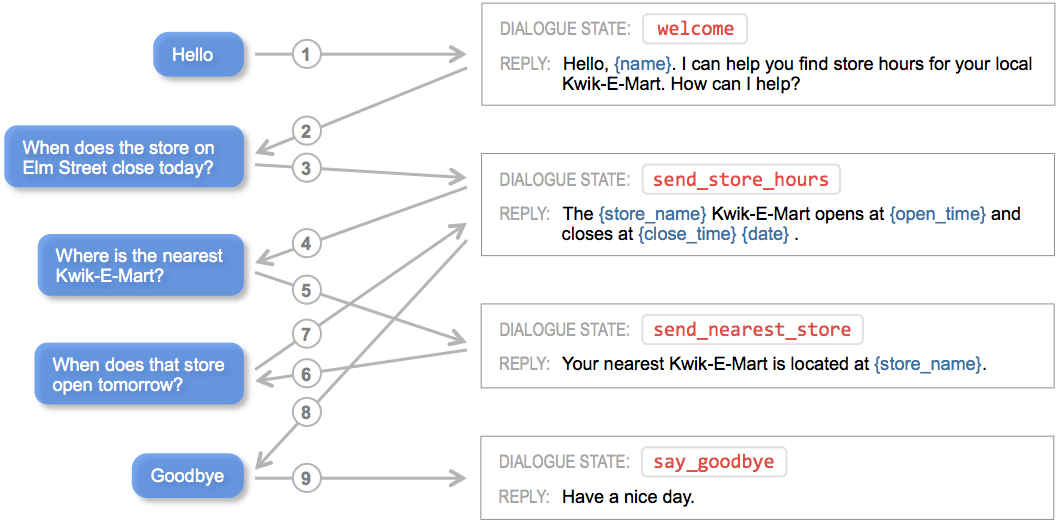 Hello
1
DIALOGUE STATE: welcome
REPLY: Hello, {name}. I can help you find store hours for your local
Kwik-E-Mart. How can I help?
2
When does the store on
Elm Street close today?
3
DIALOGUE STATE: send_store_hours
REPLY: The {store_name} Kwik-E-Mart opens at {open_time} and
closes at {close_time} {date} .
4
Where is the nearest
Kwik-E-Mart?
5
DIALOGUE STATE: send_nearest_store
REPLY: Your nearest Kwik-E-Mart is located at {store_name}.
7
When does that store
open tomorrow?
6
8
Goodbye
9
DIALOGUE STATE: say_goodbye
REPLY: Have a nice day.